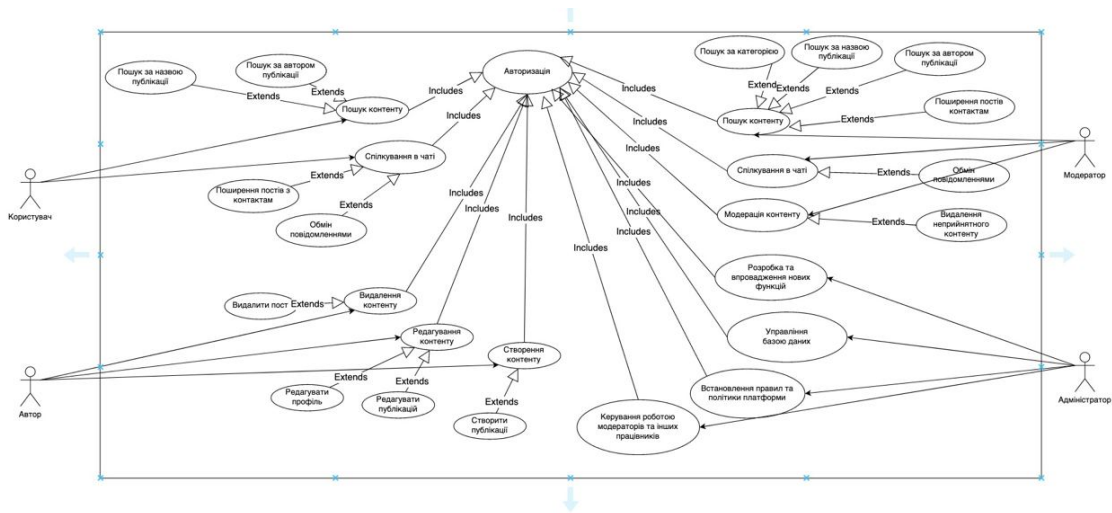 Пошук за назвою
публікації
Пошук за автором
публікації
Extends
Extends
Пошук контенту
Includes
Авторизація
Спілкування в чаті
Includes
Extends
Поширення постів з
контактам
Extends
Обмін
повідомленнями
Користувач
Пошук за категорією
Пошук за назвою
публікації
Пошук за автором
публікації
Extends
Extends
Extends
Пошук контенту
Includes
Поширення постів
контактам
Extends
Спілкування в чаті
Includes
Extends
Обмін
повідомленнями
Модерація контенту
Includes
Extends
Видалення
неприйнятного
контенту
Модератор
Includes
Includes
Includes
Includes
Includes
Includes
Includes
Видалити пост
Extends
Видалення
контенту
Редагування
контенту
Створення
контенту
Extends
Редагувати
профіль
Extends
Редагувати
публікацій
Extends
Створити
публікації
Автор
Розробка та
впровадження нових
функцій
Управління
базою даних
Встановлення правил та
політики платформи
Керування роботою
модераторів та інших
працівників
Адміністратор